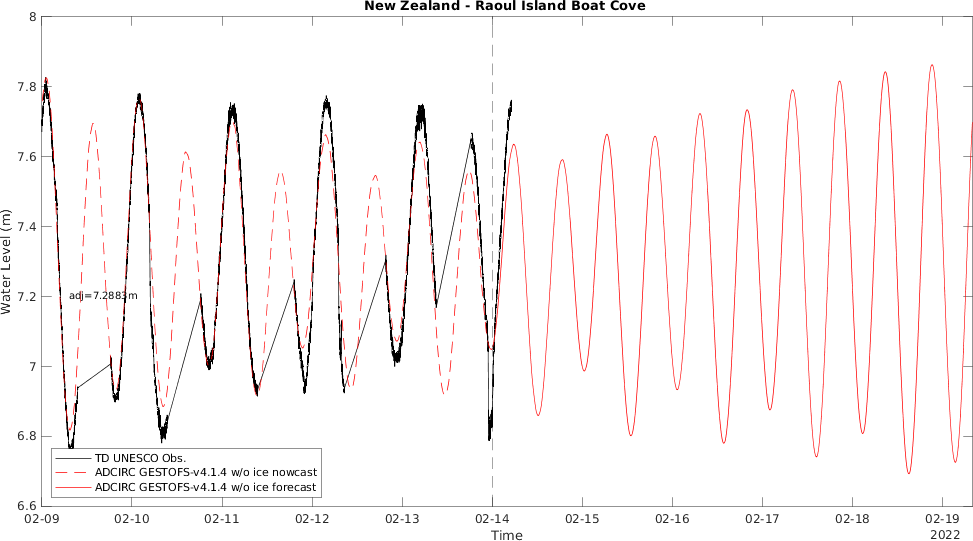 New Zealand - Raoul Island Boat Cove
8
7.8
7.6
7.4
7.2
7
6.8
6.6
Water Level (m)
adj=7.2883m
TD UNESCO Obs.
ADCIRC GESTOFS-v4.1.4 w/o ice nowcast
ADCIRC GESTOFS-v4.1.4 w/o ice forecast
02-09 02-10 02-11 02-12 02-13 02-14 02-15 02-16 02-17 02-18 02-19
Time
2022